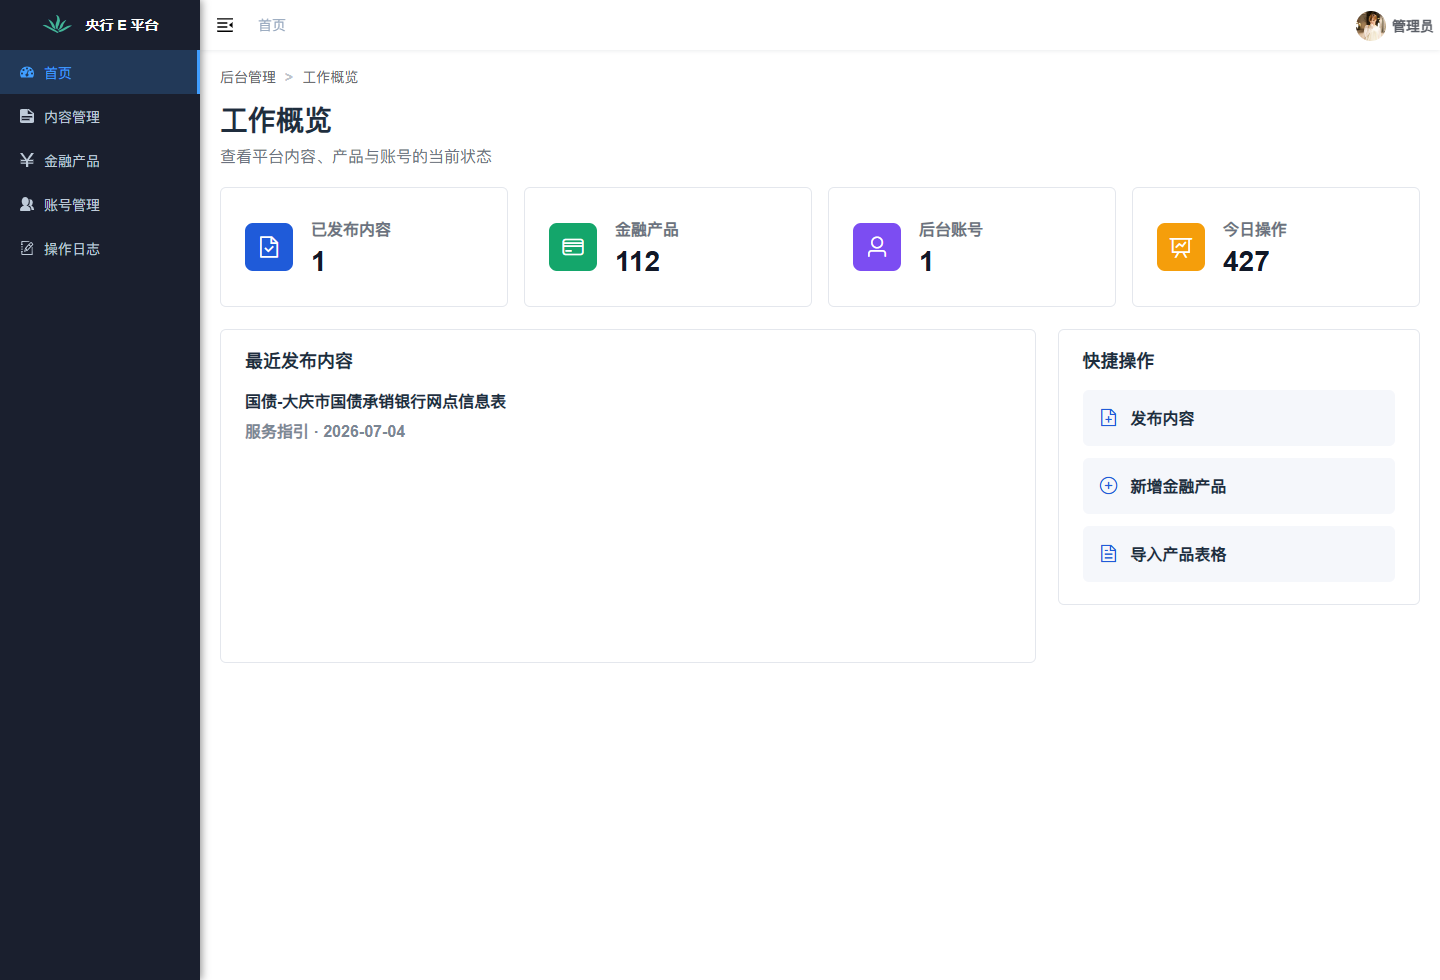 央行 E 平台
首页
内容管理
金融产品
账号管理
操作日志
首页
管理员
后台管理 > 工作概览
工作概览
查看平台内容、产品与账号的当前状态
已发布内容
1
金融产品
112
后台账号
1
今日操作
427
最近发布内容
国债-大庆市国债承销银行网点信息表
服务指引 · 2026-07-04
快捷操作
发布内容
新增金融产品
导入产品表格